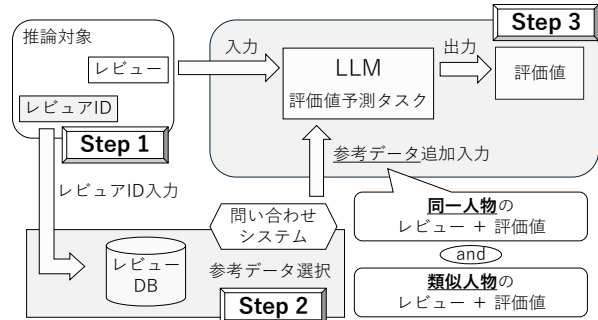 推論対象
レビュー
レビュアID
Step 1
レビュアID入力
入力
LLM
評価値予測タスク
出力
評価値
Step 3
参考データ追加入力
問い合わせ
システム
レビュー
DB
参考データ選択
Step 2
同一人物の
レビュー + 評価値
and
類似人物の
レビュー + 評価値